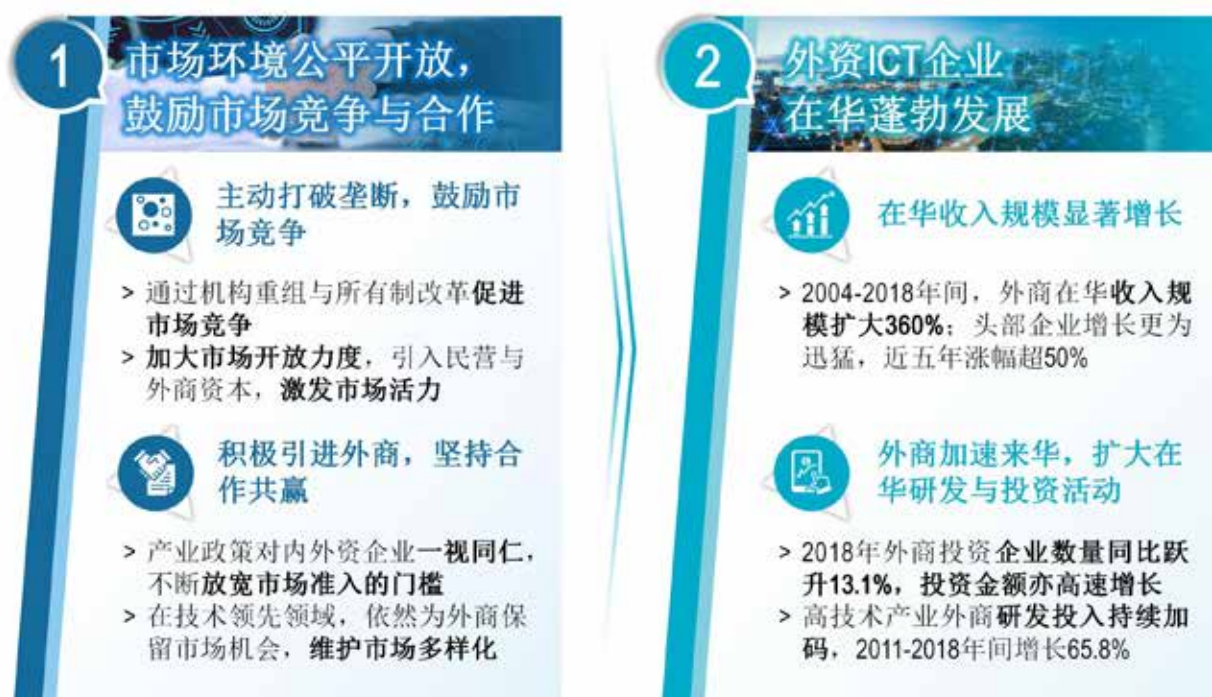 1
市场环境公平开放，
鼓励市场竞争与合作
主动打破垄断，鼓励市
场竞争
> 通过机构重组与所有制改革促进
市场竞争
> 加大市场开放力度，引入民营与
外商资本，激发市场活力
积极引进外商，坚持合
作共赢
> 产业政策对内外资企业一视同仁，
不断放宽市场准入的门槛
> 在技术领先领域，依然为外商保
留市场机会，维护市场多样化
2
外资ICT企业
在华蓬勃发展
在华收入规模显著增长
> 2004-2018年间，外商在华收入规
模扩大360%；头部企业增长更为
迅猛，近五年涨幅超50%
外商加速来华，扩大在
华研发与投资活动
> 2018年外商投资企业数量同比跃
升13.1%，投资金额亦高速增长
> 高技术产业外商研发投入持续加
码，2011-2018年间增长65.8%